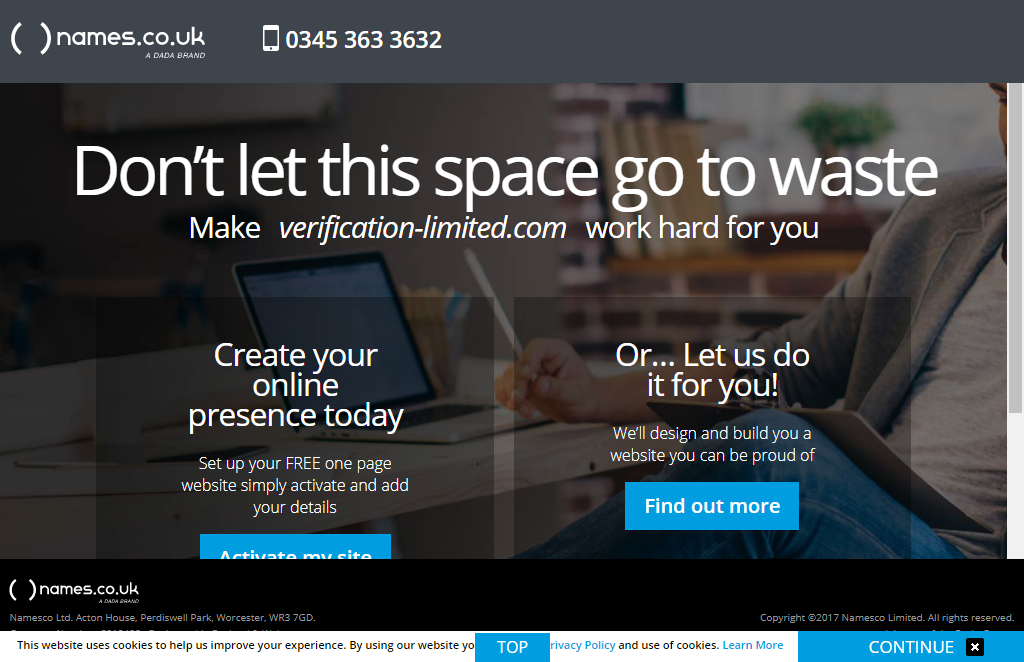 names.co.uk
A DADA BRAND
0345 363 3632
Don't let this space go to waste
Make verification-limited.com work hard for you
Create your
online
presence today
Set up your FREE one page
website simply activate and add
your details
Activate my site
Or... Let us do
it for you!
We'll design and build you a
website you can be proud of
Find out more
names.co.uk
A DADA BRAND
Namesco Ltd. Acton House, Perdiswell Park, Worcester, WR3 7GD.
Copyright ©2017 Namesco Limited. All rights reserved.
This website uses cookies to help us improve your experience. By using our website yo
TOP
rivacy Policy and use of cookies. Learn More
CONTINUE